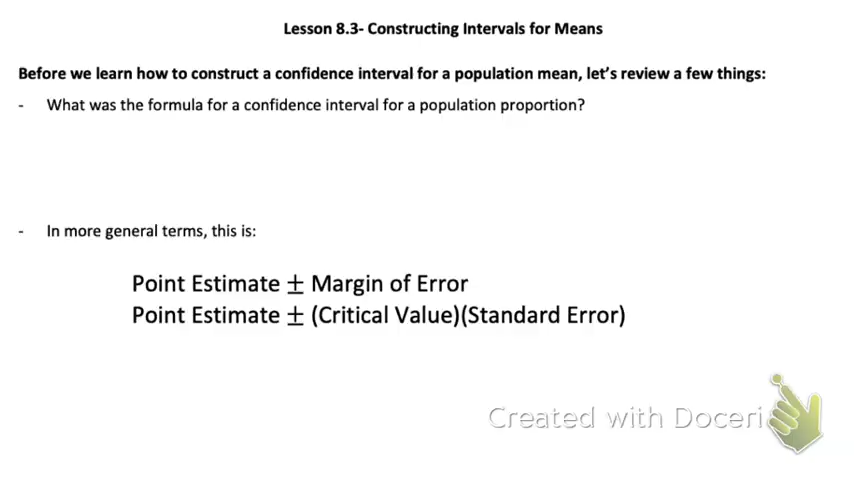 Lesson 8.3- Constructing Intervals for Means
Before we learn how to construct a confidence interval for a population mean, let's review a few things:
- What was the formula for a confidence interval for a population proportion?
- In more general terms, this is:
Point Estimate ± Margin of Error
Point Estimate ± (Critical Value)(Standard Error)
Created with Doceri